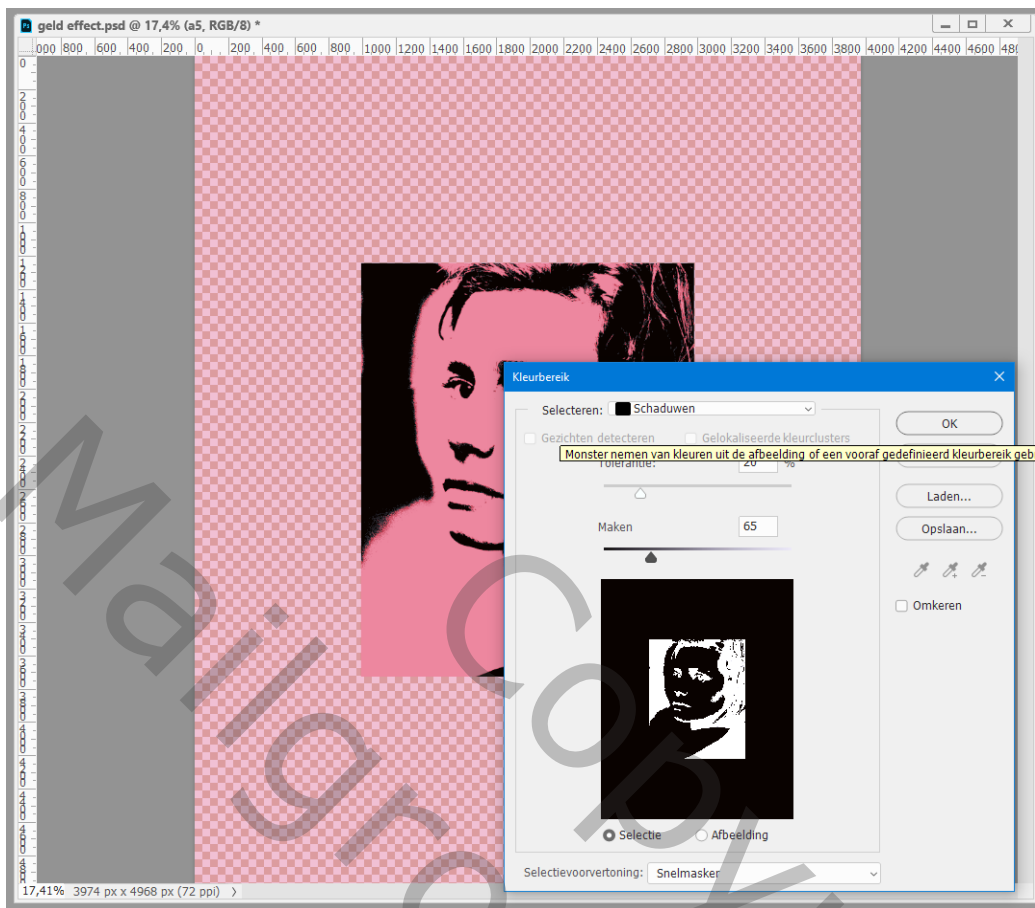 geld effect.psd @ 17,4% (a5, RGB/8) *
000 800 600 400 200 0 200 400 600 800 1000 1200 1400 1600 1800 2000 2200 2400 2600 2800 3000 3200 3400 3600 3800 4000 4200 4400 4600 480
Kleurbereik
Selecteren: Schaduwen
Gezichten detecteren Gelokaliseerde kleurclusters
Monster nemen van kleuren uit de afbeelding of een vooraf gedefinieerd kleurbereik geb
Tolerantie: 20 %
Maken 65
OK
Laden...
Opslaan...
Omkeren
Selectie Afbeelding
Selectievoorvertoning: Snelmasker
17,41% 3974 px x 4968 px (72 ppi)